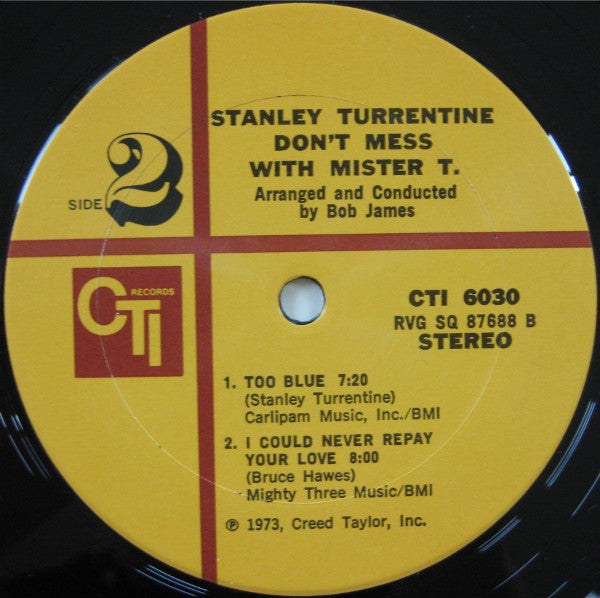 STANLEY TURRENTINE
DON'T MESS
WITH MISTER T.
Arranged and Conducted
by Bob James
SIDE 2
CTI
RECORDS
CTI 6030
RVG SQ 87688 B
STEREO
1. TOO BLUE 7:20
(Stanley Turrentine)
Carlipam Music, Inc./BMI
2. I COULD NEVER REPAY
YOUR LOVE 8:00
(Bruce Hawes)
Mighty Three Music/BMI
℗ 1973, Creed Taylor, Inc.